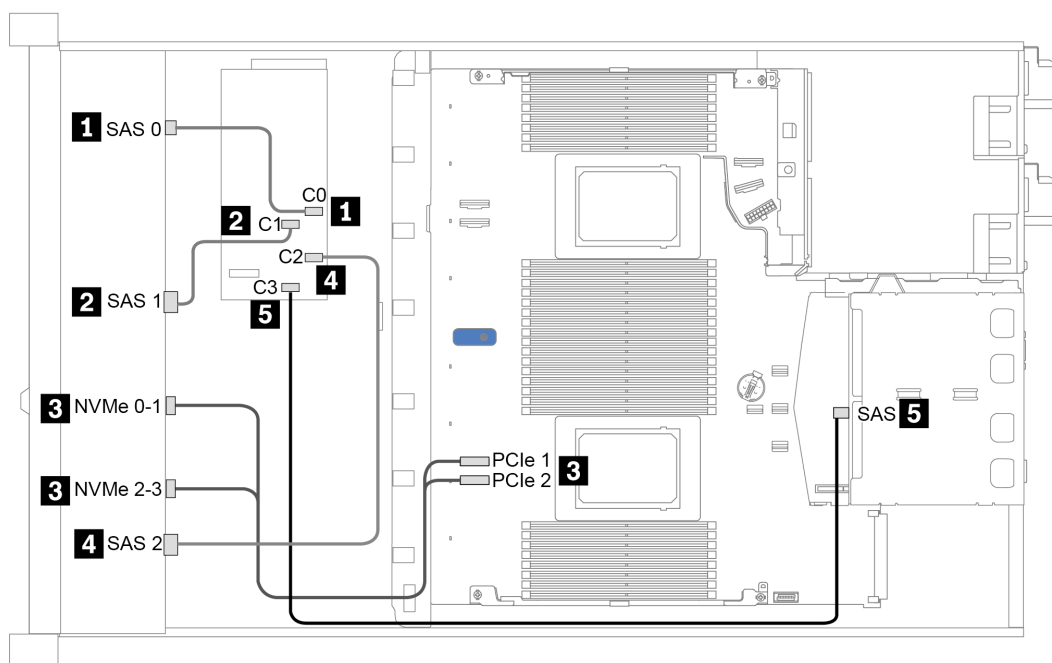 1 SAS 0
C0
1
2 C1
C2
4
2 SAS 1
C3
5
3 NVMe 0-1
SAS 5
PCIe 1
3
PCIe 2
3 NVMe 2-3
4 SAS 2